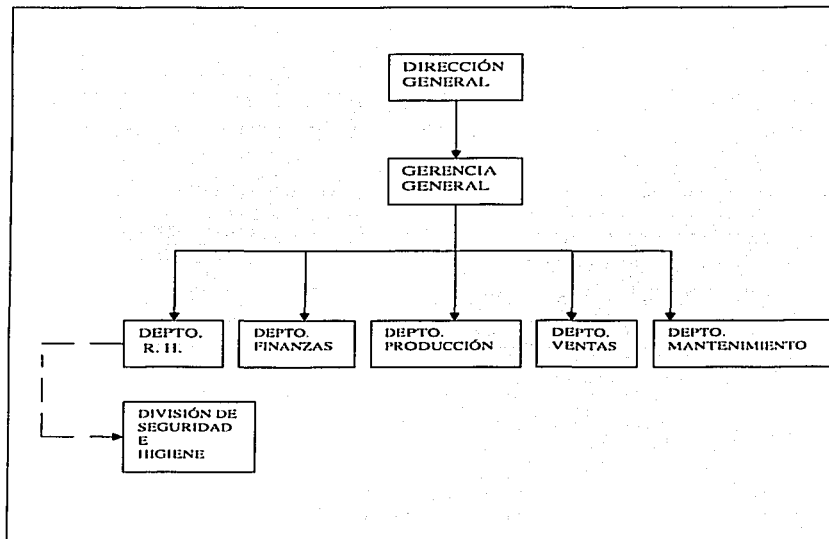 DIRECCIÓN
GENERAL
GERENCIA
GENERAL
DEPTO.
R. H.
DEPTO.
FINANZAS
DEPTO.
PRODUCCIÓN
DEPTO.
VENTAS
DEPTO.
MANTENIMIENTO
DIVISIÓN DE
SEGURIDAD
E
HIGIENE